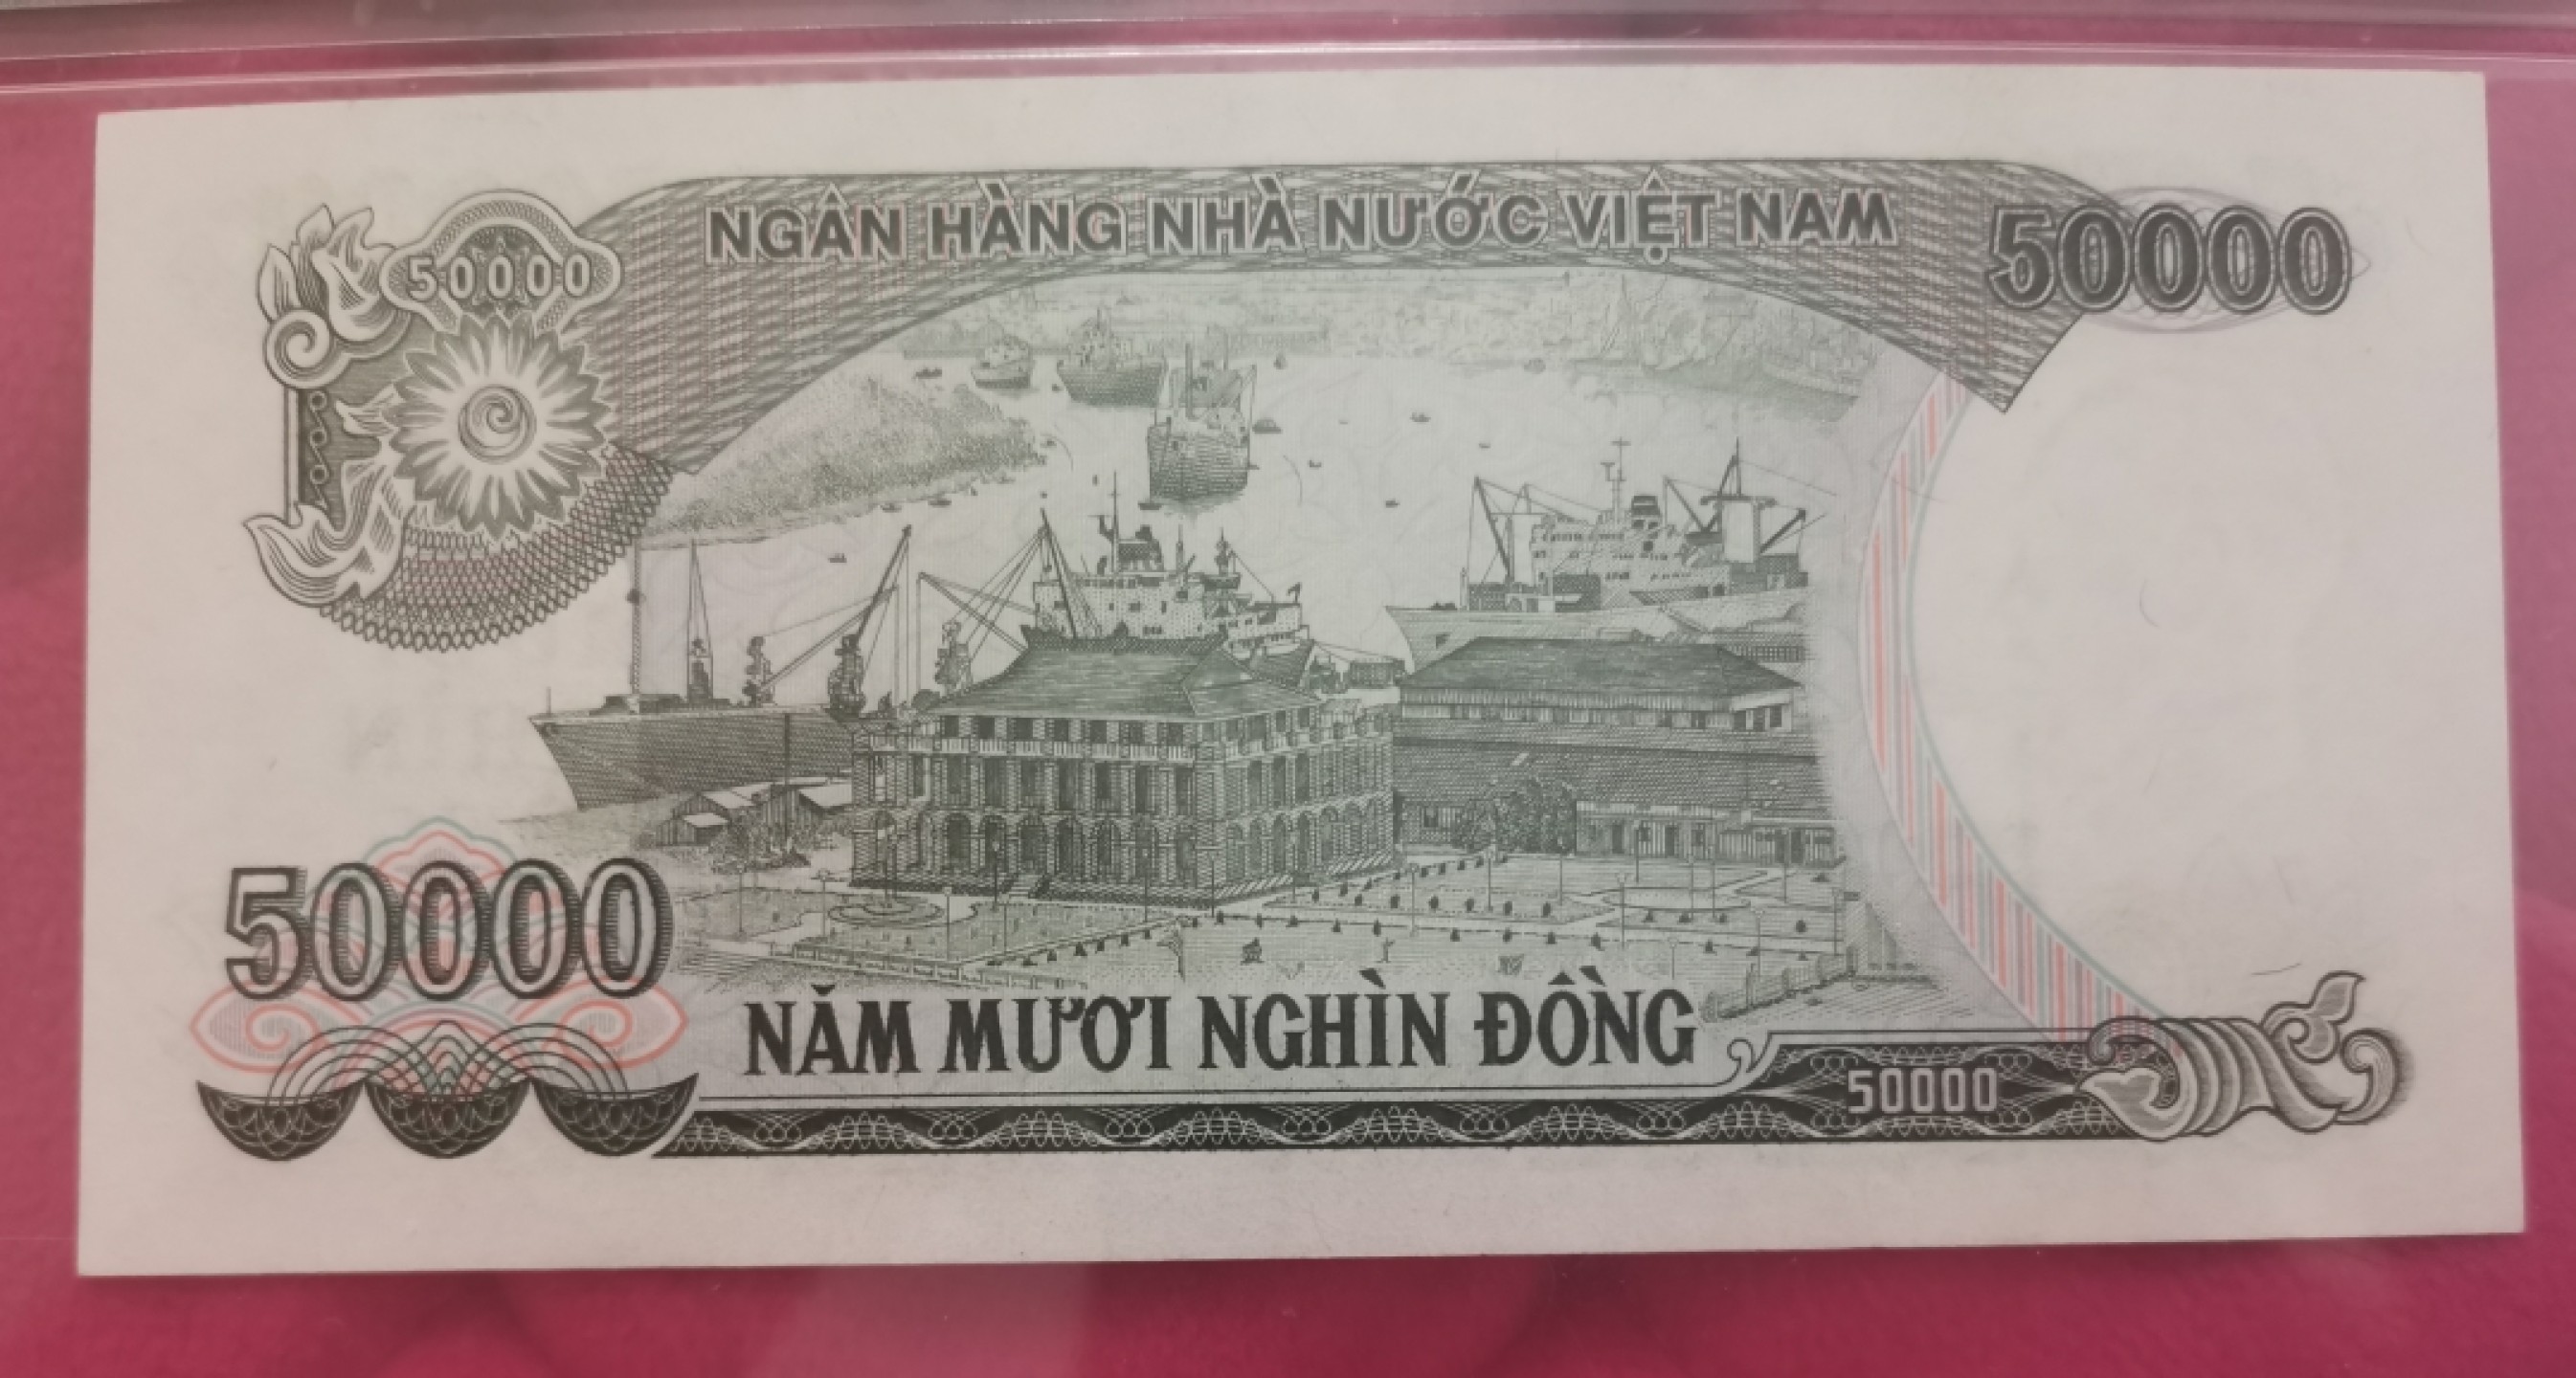 NGÂN HÀNG NHÀ NƯỚC VIỆT NAM
50000
50000
50000
NĂM MƯƠI NGHÌN ĐỒNG
50000